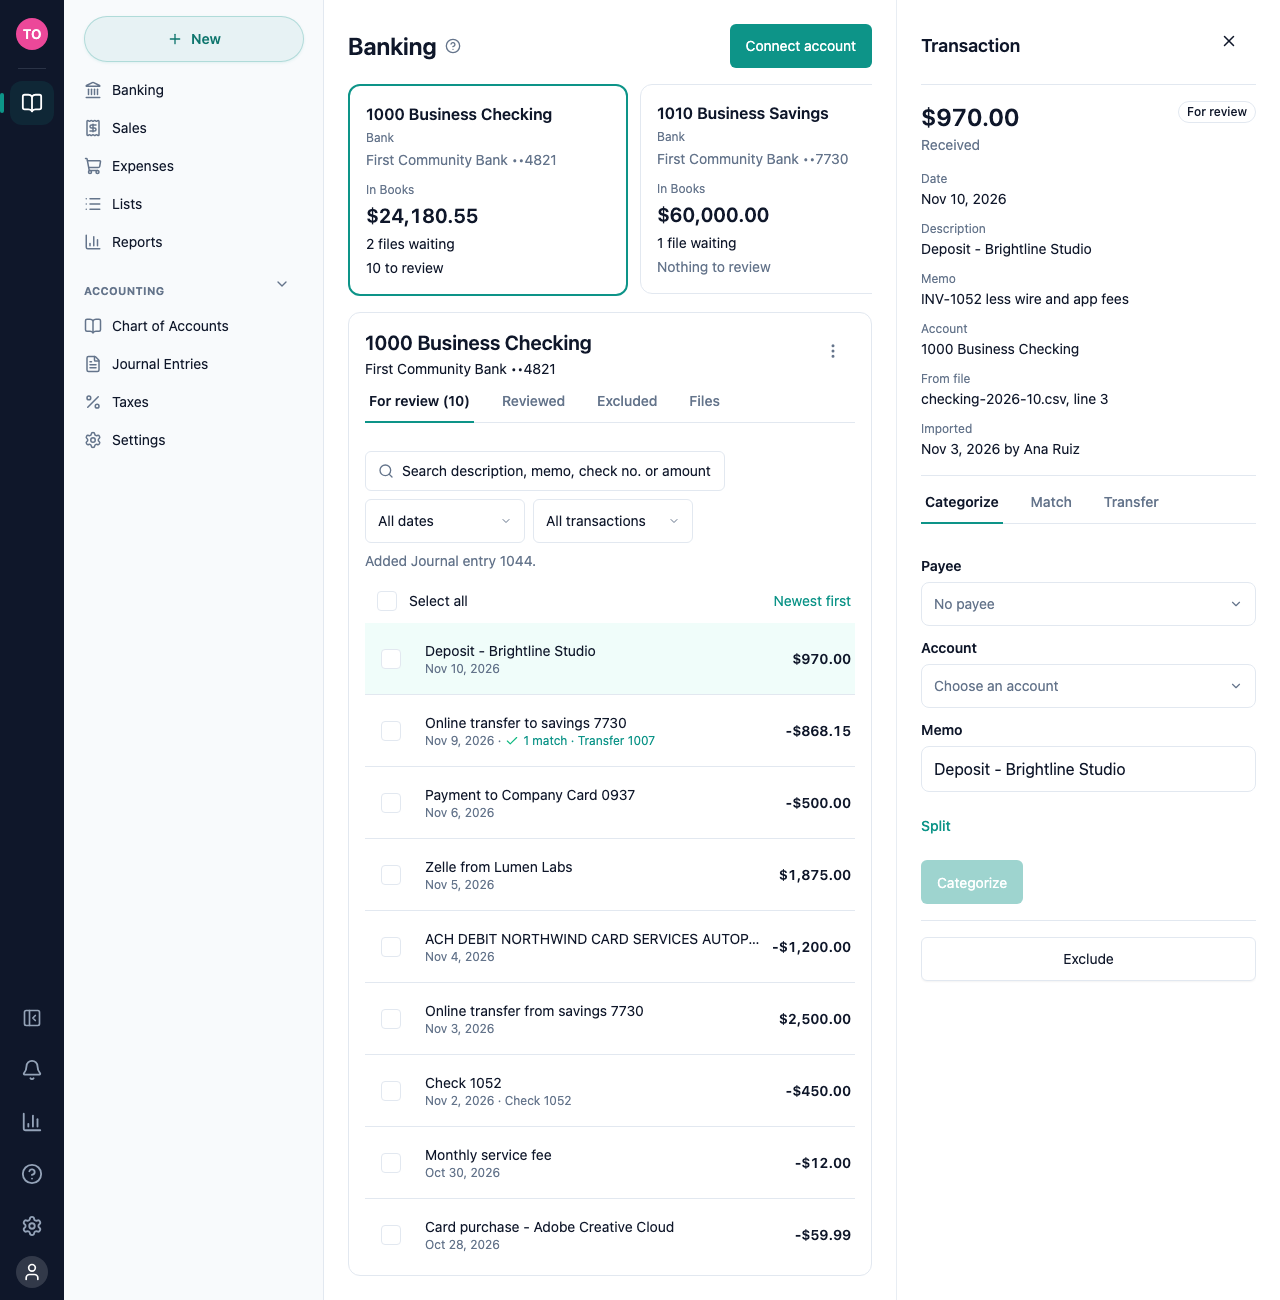 TO
New
Banking
Sales
Expenses
Lists
Reports
ACCOUNTING
Chart of Accounts
Journal Entries
Taxes
Settings
Banking
Connect account
1000 Business Checking
Bank
First Community Bank ••4821
In Books
$24,180.55
2 files waiting
10 to review
1010 Business Savings
Bank
First Community Bank ••7730
In Books
$60,000.00
1 file waiting
Nothing to review
1000 Business Checking
First Community Bank ••4821
For review (10) Reviewed Excluded Files
Search description, memo, check no. or amount
All dates All transactions
Added Journal entry 1044.
Select all Newest first
Deposit - Brightline Studio $970.00
Nov 10, 2026
Online transfer to savings 7730 -$868.15
Nov 9, 2026 · 1 match · Transfer 1007
Payment to Company Card 0937 -$500.00
Nov 6, 2026
Zelle from Lumen Labs $1,875.00
Nov 5, 2026
ACH DEBIT NORTHWIND CARD SERVICES AUTOP... -$1,200.00
Nov 4, 2026
Online transfer from savings 7730 $2,500.00
Nov 3, 2026
Check 1052 -$450.00
Nov 2, 2026 · Check 1052
Monthly service fee -$12.00
Oct 30, 2026
Card purchase - Adobe Creative Cloud -$59.99
Oct 28, 2026
Transaction
$970.00 For review
Received
Date
Nov 10, 2026
Description
Deposit - Brightline Studio
Memo
INV-1052 less wire and app fees
Account
1000 Business Checking
From file
checking-2026-10.csv, line 3
Imported
Nov 3, 2026 by Ana Ruiz
Categorize Match Transfer
Payee
No payee
Account
Choose an account
Memo
Deposit - Brightline Studio
Split
Categorize
Exclude